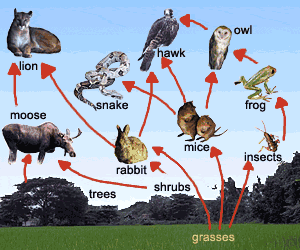 owl
lion
hawk
snake
frog
moose
mice
insects
rabbit
trees
shrubs
grasses